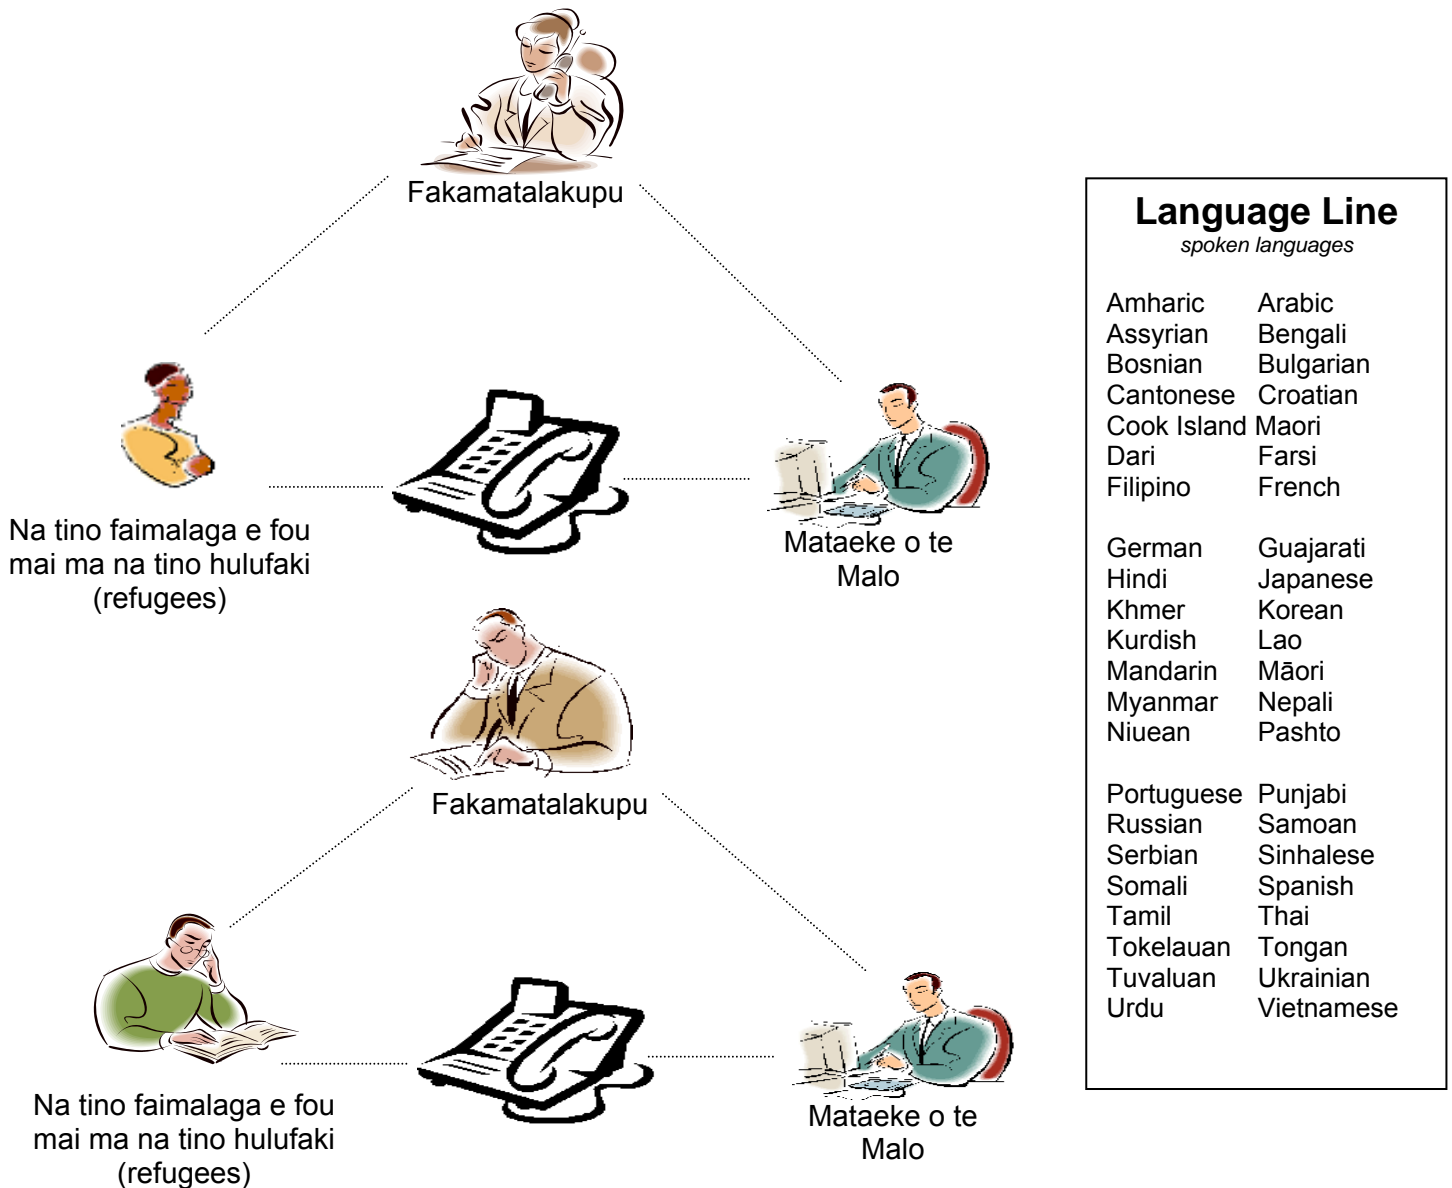 Fakamatalakupu
Na tino faimalaga e fou
mai ma na tino hulufaki
(refugees)
Mataeke o te
Malo
Fakamatalakupu
Na tino faimalaga e fou
mai ma na tino hulufaki
(refugees)
Mataeke o te
Malo
Language Line
spoken languages
Amharic Arabic
Assyrian Bengali
Bosnian Bulgarian
Cantonese Croatian
Cook Island Maori
Dari Farsi
Filipino French
German Guajarati
Hindi Japanese
Khmer Korean
Kurdish Lao
Mandarin Māori
Myanmar Nepali
Niuean Pashto
Portuguese Punjabi
Russian Samoan
Serbian Sinhalese
Somali Spanish
Tamil Thai
Tokelauan Tongan
Tuvaluan Ukrainian
Urdu Vietnamese